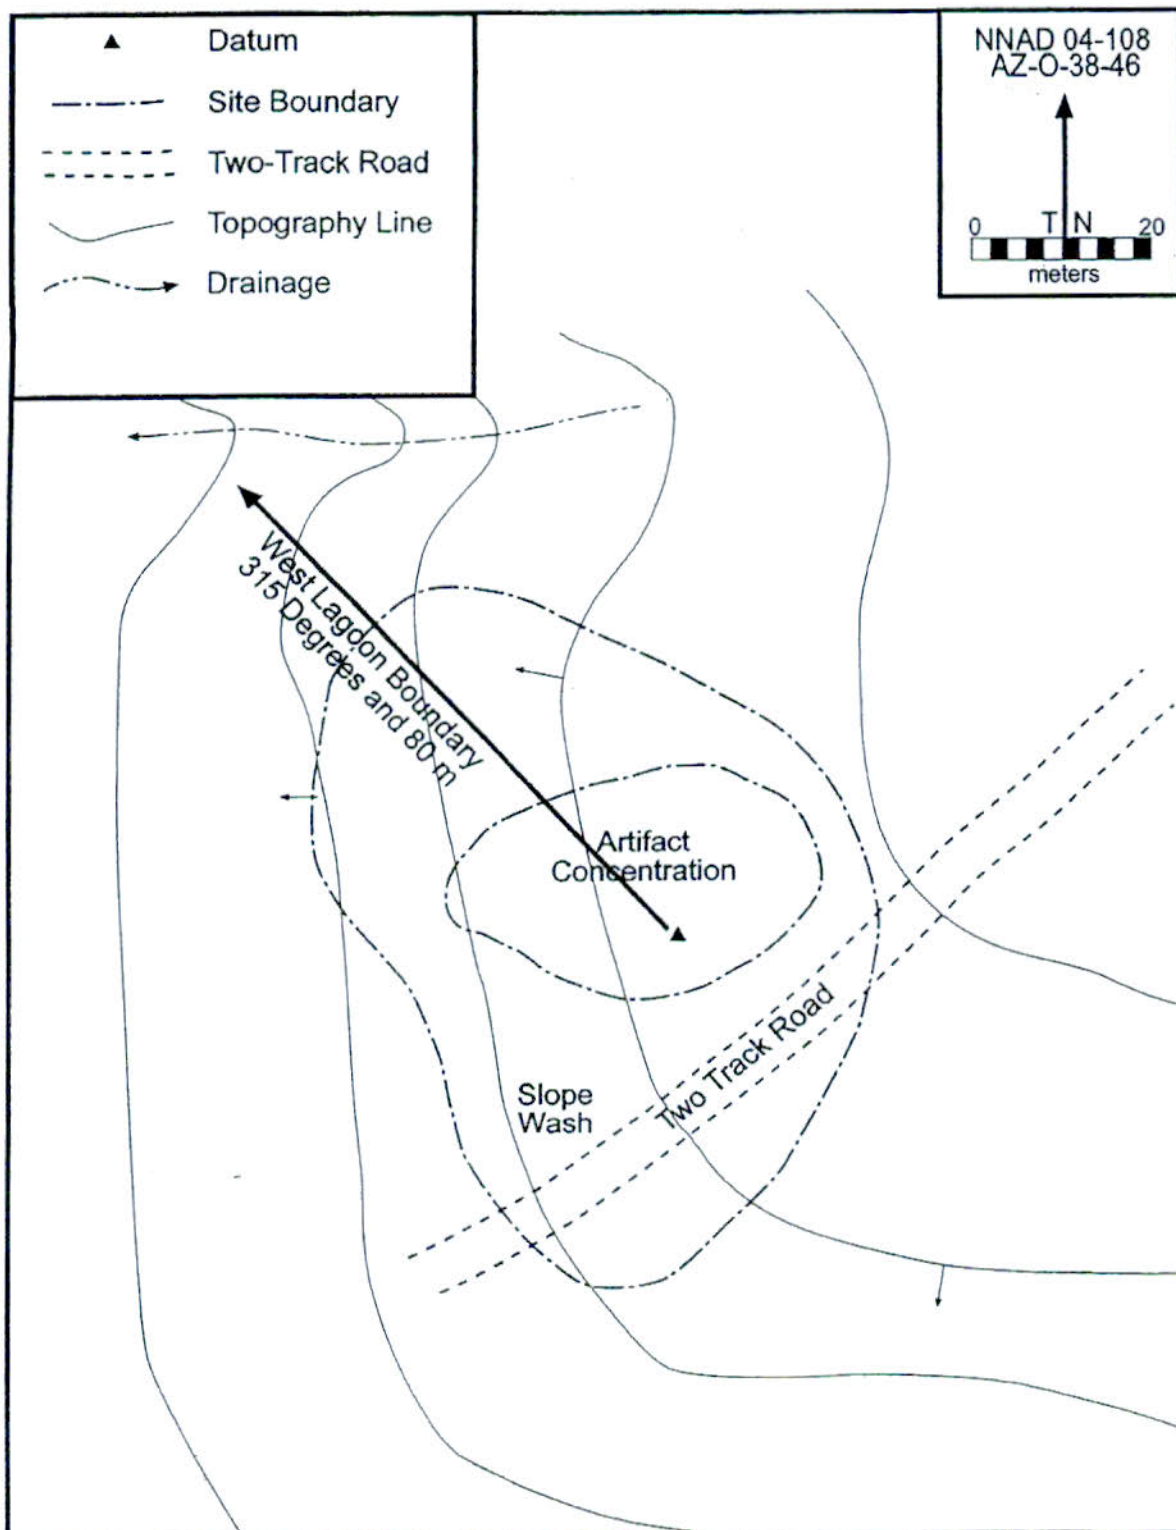 Datum
Site Boundary
Two-Track Road
Topography Line
Drainage
NNAD 04-108
AZ-O-38-46
0 T N 20
meters
West Lagdon Boundary
315 Degrees and 80 m
Artifact
Concentration
Two Track Road
Slope
Wash